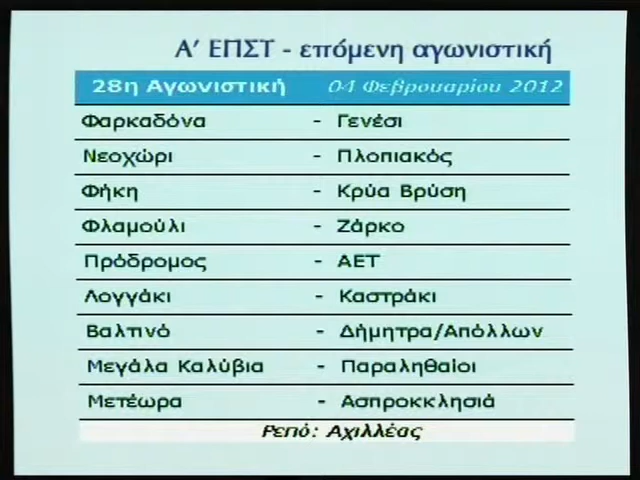 Α' ΕΠΣΤ - επόμενη αγωνιστική
28η Αγωνιστική 04 Φεβρουαρίου 2012
Φαρκαδόνα - Γενέσι
Νεοχώρι - Πλοπιακός
Φήκη - Κρύα Βρύση
Φλαμούλι - Ζάρκο
Πρόδρομος - ΑΕΤ
Λογγάκι - Καστράκι
Βαλτινό - Δήμητρα/Απόλλων
Μεγάλα Καλύβια - Παραληθαίοι
Μετέωρα - Ασπροκκλησιά
Ρεπό: Αχιλλέας